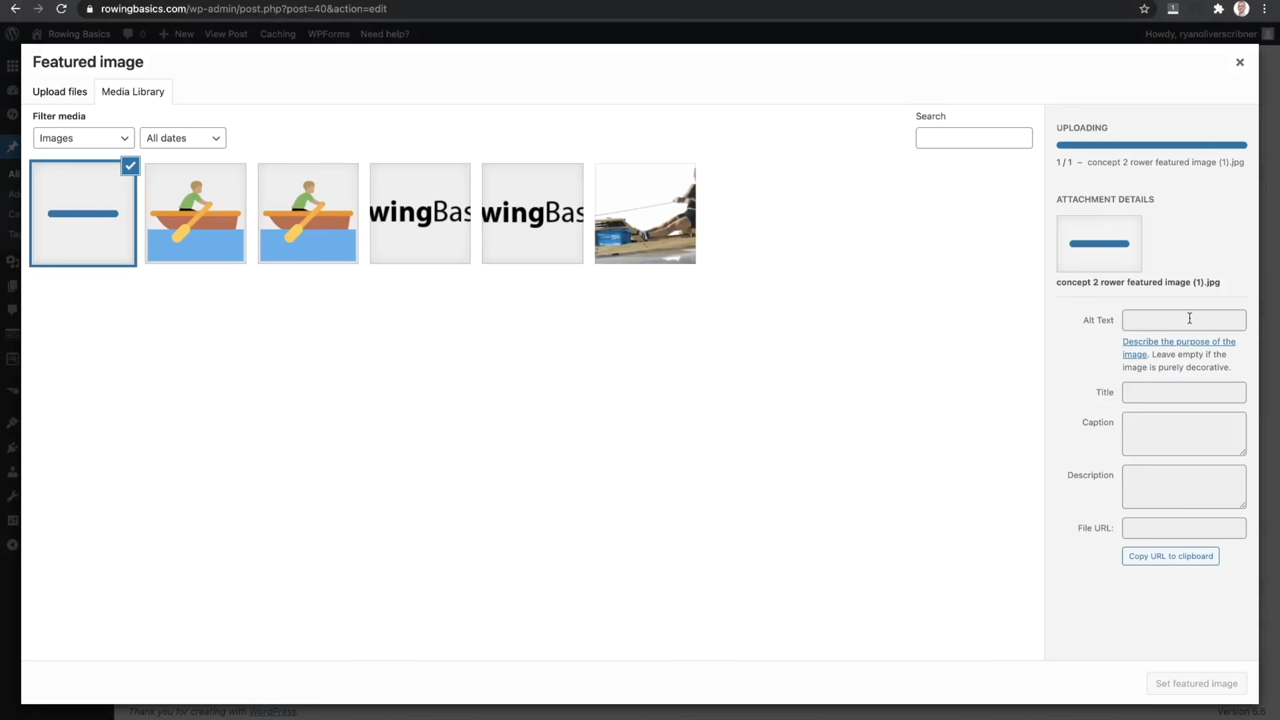 rowingbasics.com/wp-admin/post.php?post=40&action=edit
Rowing Basics 0 + New View Post Caching WPForms Need help? Howdy, ryanoliverscribner
Featured image
Upload files Media Library
Filter media
Images All dates
Search
wingBas wingBas
UPLOADING
1 / 1 – concept 2 rower featured image (1).jpg
ATTACHMENT DETAILS
concept 2 rower featured image (1).jpg
Alt Text
Describe the purpose of the
image. Leave empty if the
image is purely decorative.
Title
Caption
Description
File URL:
Copy URL to clipboard
Set featured image
Thank you for creating with WordPress. Version 5.6